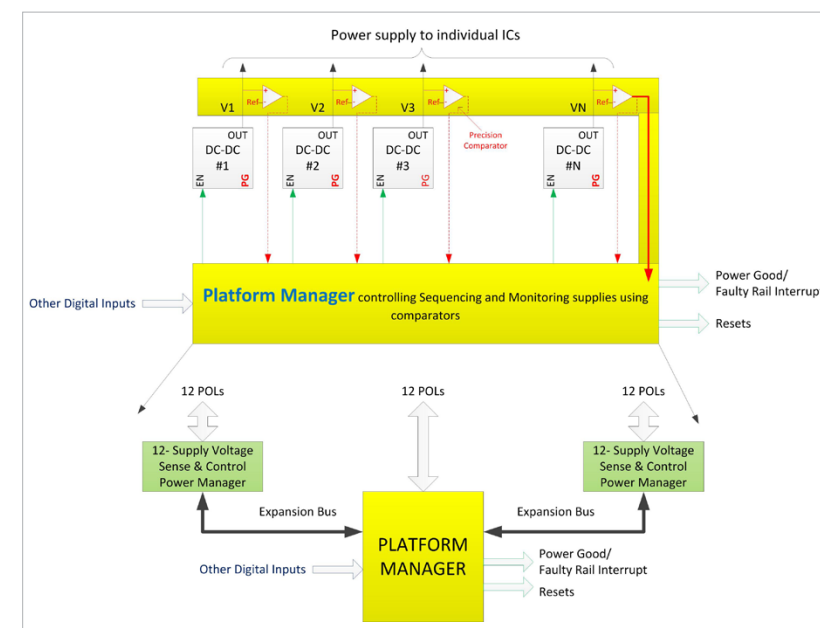 Power supply to individual ICs
V1
Ref
V2
Ref
V3
Ref
VN
Ref
Precision
Comparator
OUT
DC-DC
#1
EN
PG
OUT
DC-DC
#2
EN
PG
OUT
DC-DC
#3
EN
PG
OUT
DC-DC
#N
EN
PG
Other Digital Inputs
Platform Manager controlling Sequencing and Monitoring supplies using
comparators
Power Good/
Faulty Rail Interrupt
Resets
12 POLs
12 POLs
12 POLs
12- Supply Voltage
Sense & Control
Power Manager
12- Supply Voltage
Sense & Control
Power Manager
Expansion Bus
Expansion Bus
PLATFORM
MANAGER
Other Digital Inputs
Power Good/
Faulty Rail Interrupt
Resets